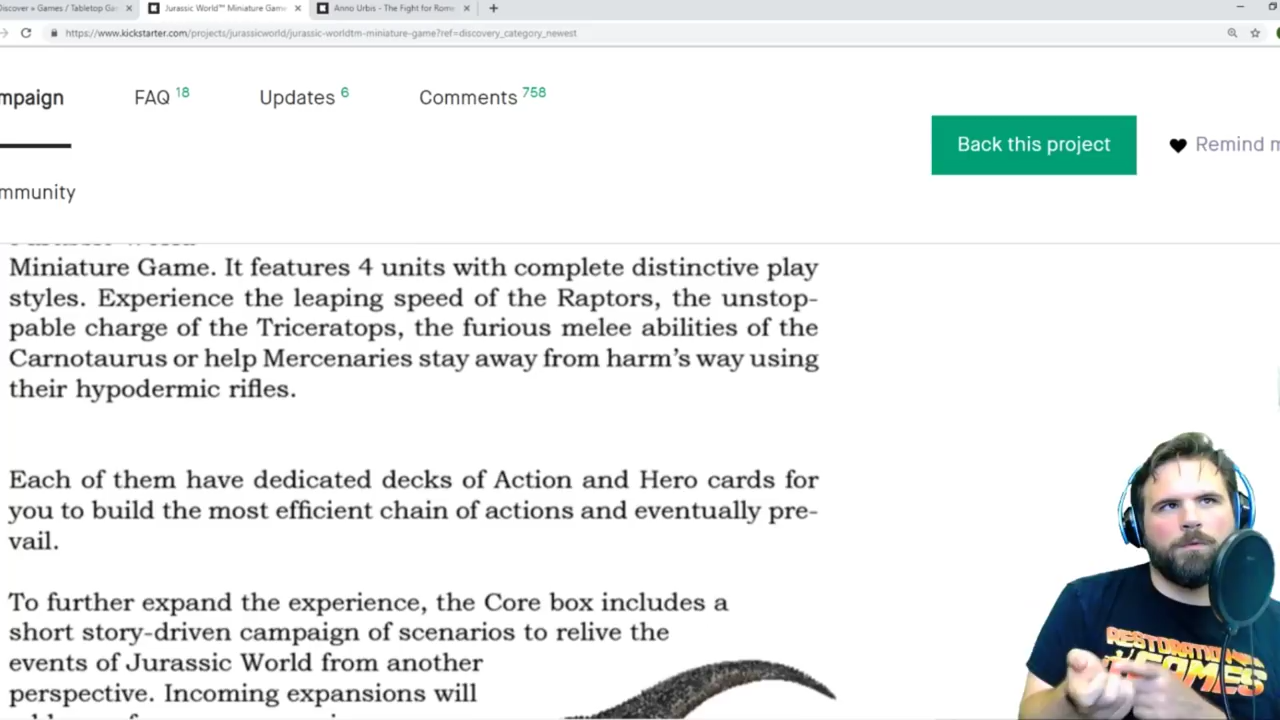 Discover » Games / Tabletop Ga
Jurassic World™ Miniature Game
Anno Urbis - The Fight for Rome
https://www.kickstarter.com/projects/jurassicworld/jurassic-worldtm-miniature-game?ref=discovery_category_newest
mpaign
FAQ 18
Updates 6
Comments 758
Back this project
Remind m
mmunity
Miniature Game. It features 4 units with complete distinctive play
styles. Experience the leaping speed of the Raptors, the unstop-
pable charge of the Triceratops, the furious melee abilities of the
Carnotaurus or help Mercenaries stay away from harm's way using
their hypodermic rifles.
Each of them have dedicated decks of Action and Hero cards for
you to build the most efficient chain of actions and eventually pre-
vail.
To further expand the experience, the Core box includes a
short story-driven campaign of scenarios to relive the
events of Jurassic World from another
perspective. Incoming expansions will
RESTORATION
GAMES